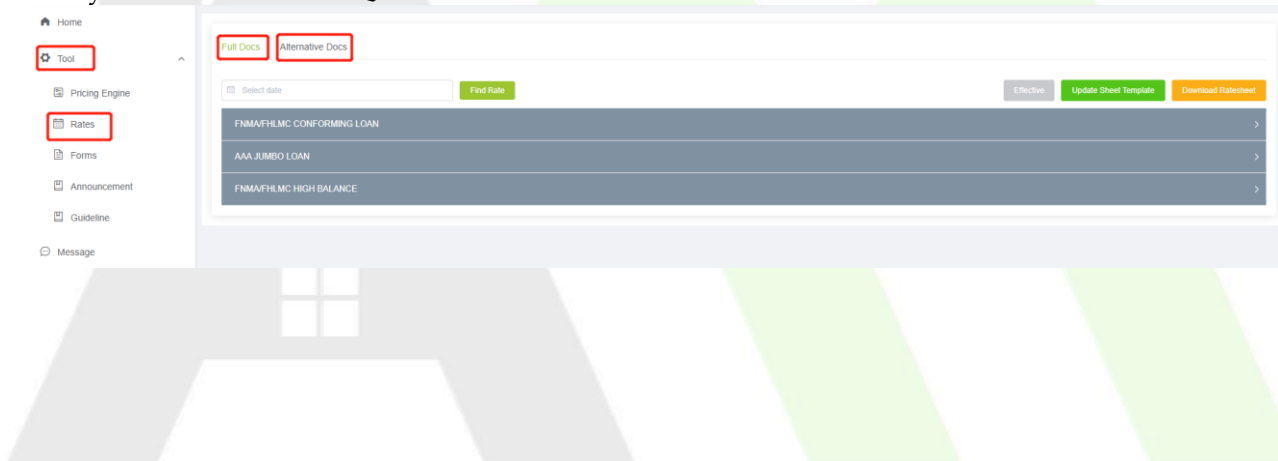 Home
Tool
Pricing Engine
Rates
Forms
Announcement
Guideline
Message
Full Docs Alternative Docs
Select date Find Rate Effective Update Sheet Template Download Ratesheet
FNMA/FHLMC CONFORMING LOAN
AAA JUMBO LOAN
FNMA/FHLMC HIGH BALANCE